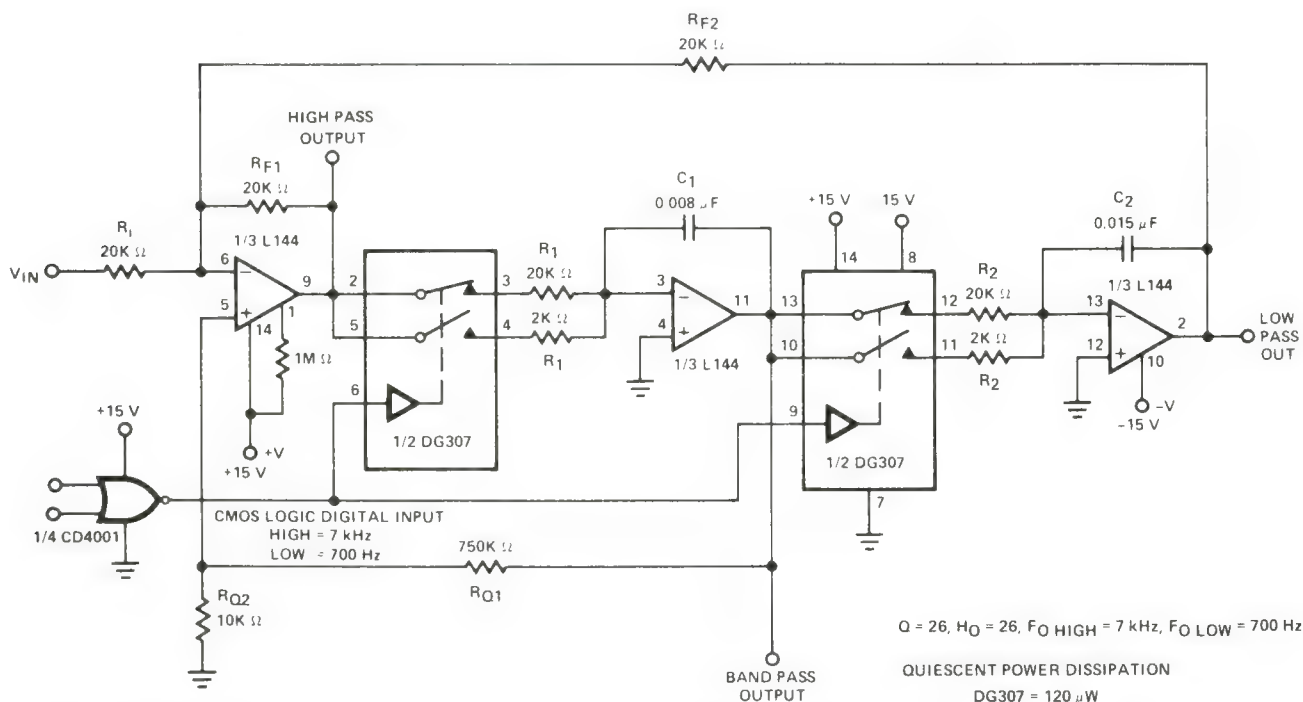 RF2
20K Ω
HIGH PASS
OUTPUT
RF1
20K Ω
C1
0 008 μF
+15 V
15 V
C2
0.015 μF
RI
20K Ω
1/3 L144
R1
20K Ω
R2
20K Ω
1/3 L144
VIN
6
−
9
2
3
3
−
11
13
12
13
−
2
LOW
PASS
OUT
5
+
1
14
5
4
2K Ω
R1
4
+
1/3 L144
10
11
2K Ω
R2
12
+
10
14
8
1M Ω
6
9
−V
−15 V
+15 V
+V
+15 V
1/2 DG307
1/2 DG307
7
1/4 CD4001
CMOS LOGIC DIGITAL INPUT
HIGH = 7 kHz
LOW = 700 Hz
750K Ω
RQ1
RQ2
10K Ω
Q = 26, HO = 26, FO HIGH = 7 kHz, FO LOW = 700 Hz
BAND PASS
OUTPUT
QUIESCENT POWER DISSIPATION
DG307 = 120 μW